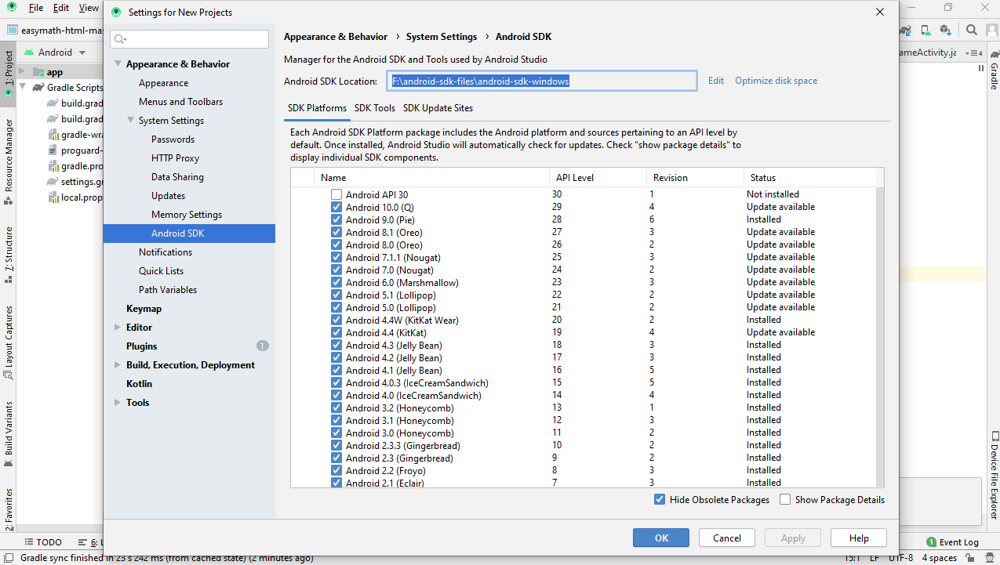 File Edit View
Settings for New Projects
easymath-html-mas
Android
1: Project
app
Gradle Scripts
build.grad
build.grad
gradle-wra
proguard-
gradle.pro
settings.gr
local.prop
Resource Manager
7: Structure
Layout Captures
Build Variants
2: Favorites
Appearance & Behavior
Appearance
Menus and Toolbars
System Settings
Passwords
HTTP Proxy
Data Sharing
Updates
Memory Settings
Android SDK
Notifications
Quick Lists
Path Variables
Keymap
Editor
Plugins 1
Build, Execution, Deployment
Kotlin
Tools
Appearance & Behavior › System Settings › Android SDK
Manager for the Android SDK and Tools used by Android Studio
Android SDK Location: F:\android-sdk-files\android-sdk-windows Edit Optimize disk space
SDK Platforms SDK Tools SDK Update Sites
Each Android SDK Platform package includes the Android platform and sources pertaining to an API level by
default. Once installed, Android Studio will automatically check for updates. Check "show package details" to
display individual SDK components.
Name API Level Revision Status
Android API 30 30 1 Not installed
Android 10.0 (Q) 29 4 Update available
Android 9.0 (Pie) 28 6 Installed
Android 8.1 (Oreo) 27 3 Update available
Android 8.0 (Oreo) 26 2 Update available
Android 7.1.1 (Nougat) 25 3 Update available
Android 7.0 (Nougat) 24 2 Update available
Android 6.0 (Marshmallow) 23 3 Update available
Android 5.1 (Lollipop) 22 2 Update available
Android 5.0 (Lollipop) 21 2 Update available
Android 4.4W (KitKat Wear) 20 2 Installed
Android 4.4 (KitKat) 19 4 Update available
Android 4.3 (Jelly Bean) 18 3 Installed
Android 4.2 (Jelly Bean) 17 3 Installed
Android 4.1 (Jelly Bean) 16 5 Installed
Android 4.0.3 (IceCreamSandwich) 15 5 Installed
Android 4.0 (IceCreamSandwich) 14 4 Installed
Android 3.2 (Honeycomb) 13 1 Installed
Android 3.1 (Honeycomb) 12 3 Installed
Android 3.0 (Honeycomb) 11 2 Installed
Android 2.3.3 (Gingerbread) 10 2 Installed
Android 2.3 (Gingerbread) 9 2 Installed
Android 2.2 (Froyo) 8 3 Installed
Android 2.1 (Eclair) 7 3 Installed
Hide Obsolete Packages Show Package Details
OK Cancel Apply Help
ameActivity.ja 4
Gradle
Device File Explorer
TODO 6: L
1 Event Log
Gradle sync finished in 23 s 242 ms (from cached state) (2 minutes ago) 15:1 LF UTF-8 4 spaces